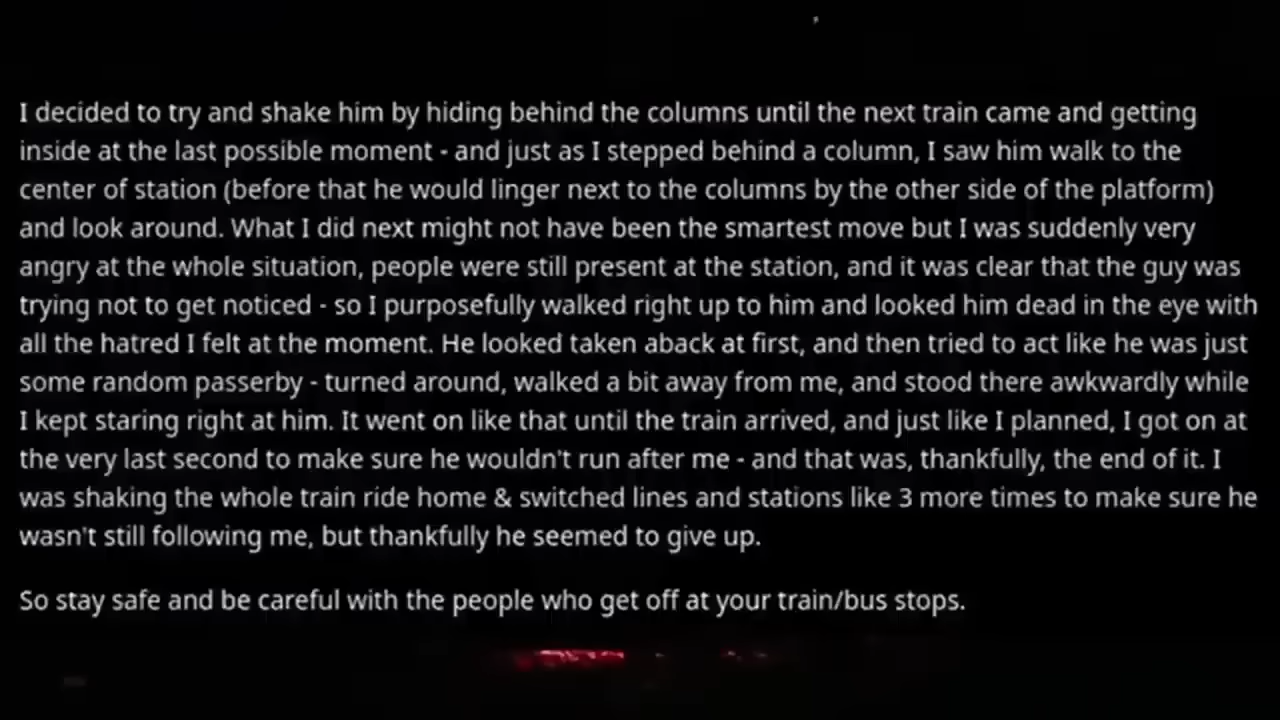 I decided to try and shake him by hiding behind the columns until the next train came and getting
inside at the last possible moment - and just as I stepped behind a column, I saw him walk to the
center of station (before that he would linger next to the columns by the other side of the platform)
and look around. What I did next might not have been the smartest move but I was suddenly very
angry at the whole situation, people were still present at the station, and it was clear that the guy was
trying not to get noticed - so I purposefully walked right up to him and looked him dead in the eye with
all the hatred I felt at the moment. He looked taken aback at first, and then tried to act like he was just
some random passerby - turned around, walked a bit away from me, and stood there awkwardly while
I kept staring right at him. It went on like that until the train arrived, and just like I planned, I got on at
the very last second to make sure he wouldn't run after me - and that was, thankfully, the end of it. I
was shaking the whole train ride home & switched lines and stations like 3 more times to make sure he
wasn't still following me, but thankfully he seemed to give up.
So stay safe and be careful with the people who get off at your train/bus stops.